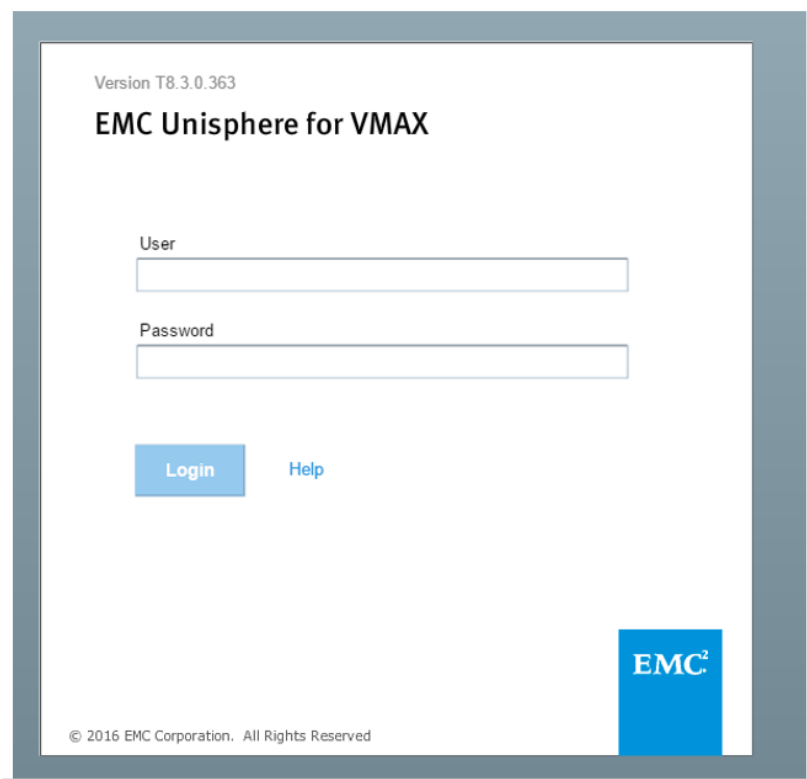 Version T8.3.0.363
EMC Unisphere for VMAX
User
Password
Login
Help
EMC²
© 2016 EMC Corporation. All Rights Reserved